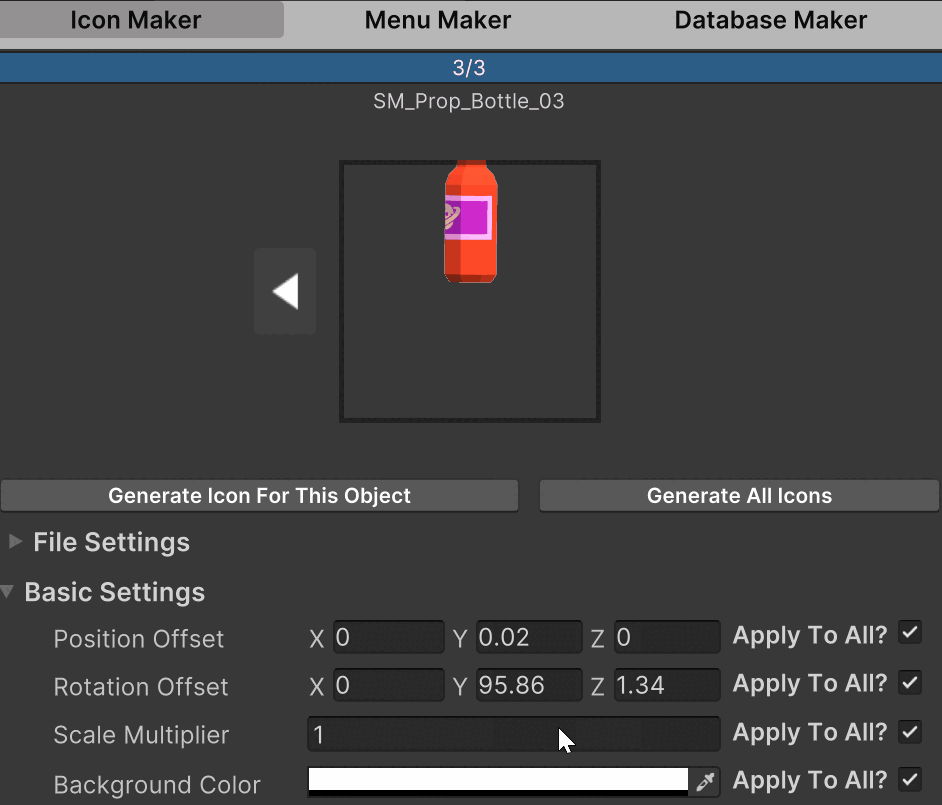 Icon Maker Menu Maker Database Maker
3/3
SM_Prop_Bottle_03
Generate Icon For This Object Generate All Icons
File Settings
Basic Settings
Position Offset X 0 Y 0.02 Z 0 Apply To All?
Rotation Offset X 0 Y 95.86 Z 1.34 Apply To All?
Scale Multiplier 1 Apply To All?
Background Color Apply To All?